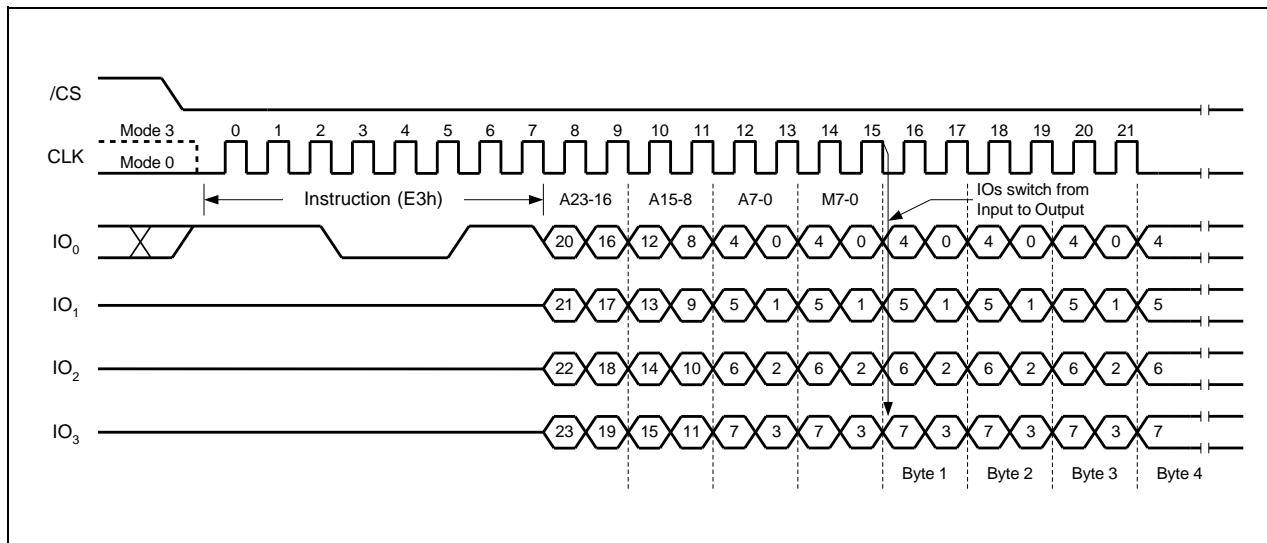 /CS
Mode 3 0 1 2 3 4 5 6 7 8 9 10 11 12 13 14 15 16 17 18 19 20 21
CLK
Mode 0
Instruction (E3h) A23-16 A15-8 A7-0 M7-0 IOs switch from
Input to Output
IO0 20 16 12 8 4 0 4 0 4 0 4 0 4 0 4
IO1 21 17 13 9 5 1 5 1 5 1 5 1 5 1 5
IO2 22 18 14 10 6 2 6 2 6 2 6 2 6 2 6
IO3 23 19 15 11 7 3 7 3 7 3 7 3 7 3 7
Byte 1 Byte 2 Byte 3 Byte 4